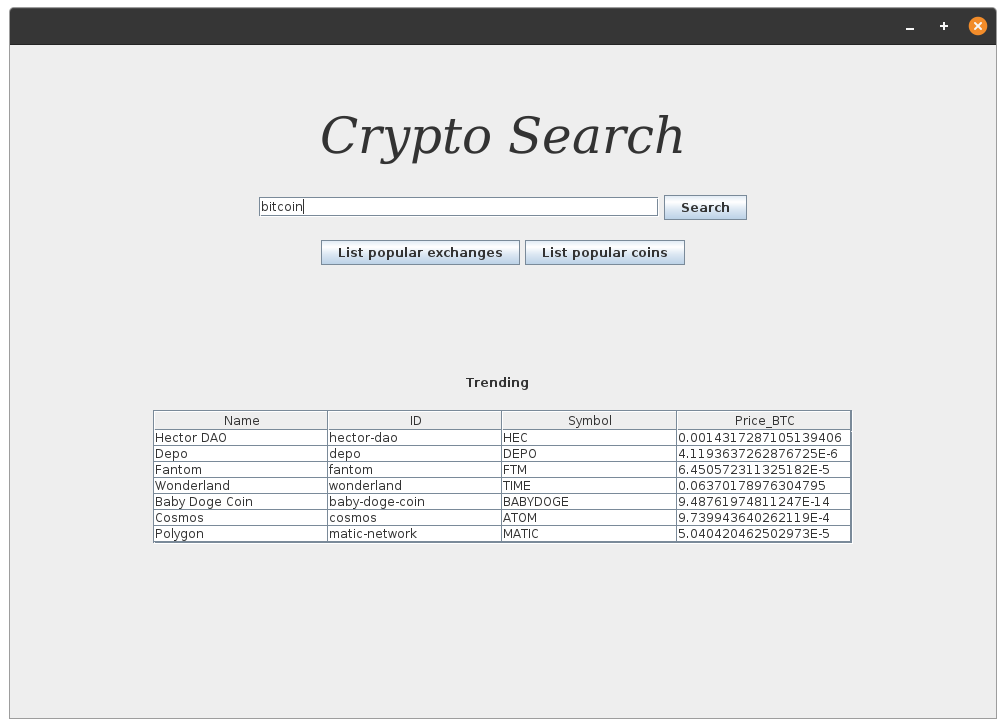 Crypto Search
bitcoin Search
List popular exchanges List popular coins
Trending
Name ID Symbol Price_BTC
Hector DAO hector-dao HEC 0.0014317287105139406
Depo depo DEPO 4.1193637262876725E-6
Fantom fantom FTM 6.450572311325182E-5
Wonderland wonderland TIME 0.06370178976304795
Baby Doge Coin baby-doge-coin BABYDOGE 9.48761974811247E-14
Cosmos cosmos ATOM 9.739943640262119E-4
Polygon matic-network MATIC 5.040420462502973E-5